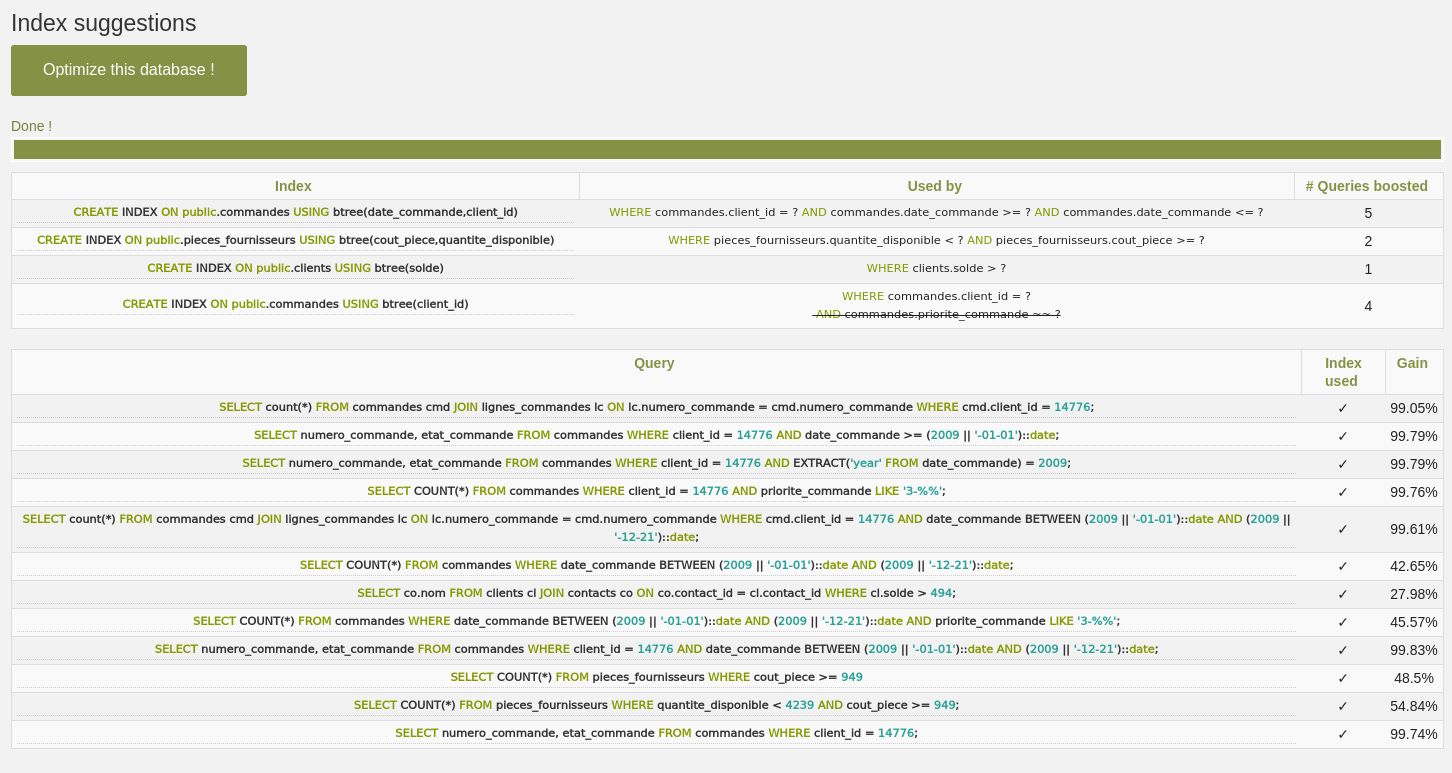 Index suggestions
Optimize this database !
Done !
Index Used by # Queries boosted
CREATE INDEX ON public.commandes USING btree(date_commande,client_id) WHERE commandes.client_id = ? AND commandes.date_commande >= ? AND commandes.date_commande <= ? 5
CREATE INDEX ON public.pieces_fournisseurs USING btree(cout_piece,quantite_disponible) WHERE pieces_fournisseurs.quantite_disponible < ? AND pieces_fournisseurs.cout_piece >= ? 2
CREATE INDEX ON public.clients USING btree(solde) WHERE clients.solde > ? 1
CREATE INDEX ON public.commandes USING btree(client_id) WHERE commandes.client_id = ? 4
AND commandes.priorite_commande ~~ ?
Query Index used Gain
SELECT count(*) FROM commandes cmd JOIN lignes_commandes lc ON lc.numero_commande = cmd.numero_commande WHERE cmd.client_id = 14776; ✓ 99.05%
SELECT numero_commande, etat_commande FROM commandes WHERE client_id = 14776 AND date_commande >= (2009 || '-01-01')::date; ✓ 99.79%
SELECT numero_commande, etat_commande FROM commandes WHERE client_id = 14776 AND EXTRACT('year' FROM date_commande) = 2009; ✓ 99.79%
SELECT COUNT(*) FROM commandes WHERE client_id = 14776 AND priorite_commande LIKE '3-%%'; ✓ 99.76%
SELECT count(*) FROM commandes cmd JOIN lignes_commandes lc ON lc.numero_commande = cmd.numero_commande WHERE cmd.client_id = 14776 AND date_commande BETWEEN (2009 || '-01-01')::date AND (2009 ||
'-12-21')::date; ✓ 99.61%
SELECT COUNT(*) FROM commandes WHERE date_commande BETWEEN (2009 || '-01-01')::date AND (2009 || '-12-21')::date; ✓ 42.65%
SELECT co.nom FROM clients cl JOIN contacts co ON co.contact_id = cl.contact_id WHERE cl.solde > 494; ✓ 27.98%
SELECT COUNT(*) FROM commandes WHERE date_commande BETWEEN (2009 || '-01-01')::date AND (2009 || '-12-21')::date AND priorite_commande LIKE '3-%%'; ✓ 45.57%
SELECT numero_commande, etat_commande FROM commandes WHERE client_id = 14776 AND date_commande BETWEEN (2009 || '-01-01')::date AND (2009 || '-12-21')::date; ✓ 99.83%
SELECT COUNT(*) FROM pieces_fournisseurs WHERE cout_piece >= 949 ✓ 48.5%
SELECT COUNT(*) FROM pieces_fournisseurs WHERE quantite_disponible < 4239 AND cout_piece >= 949; ✓ 54.84%
SELECT numero_commande, etat_commande FROM commandes WHERE client_id = 14776; ✓ 99.74%